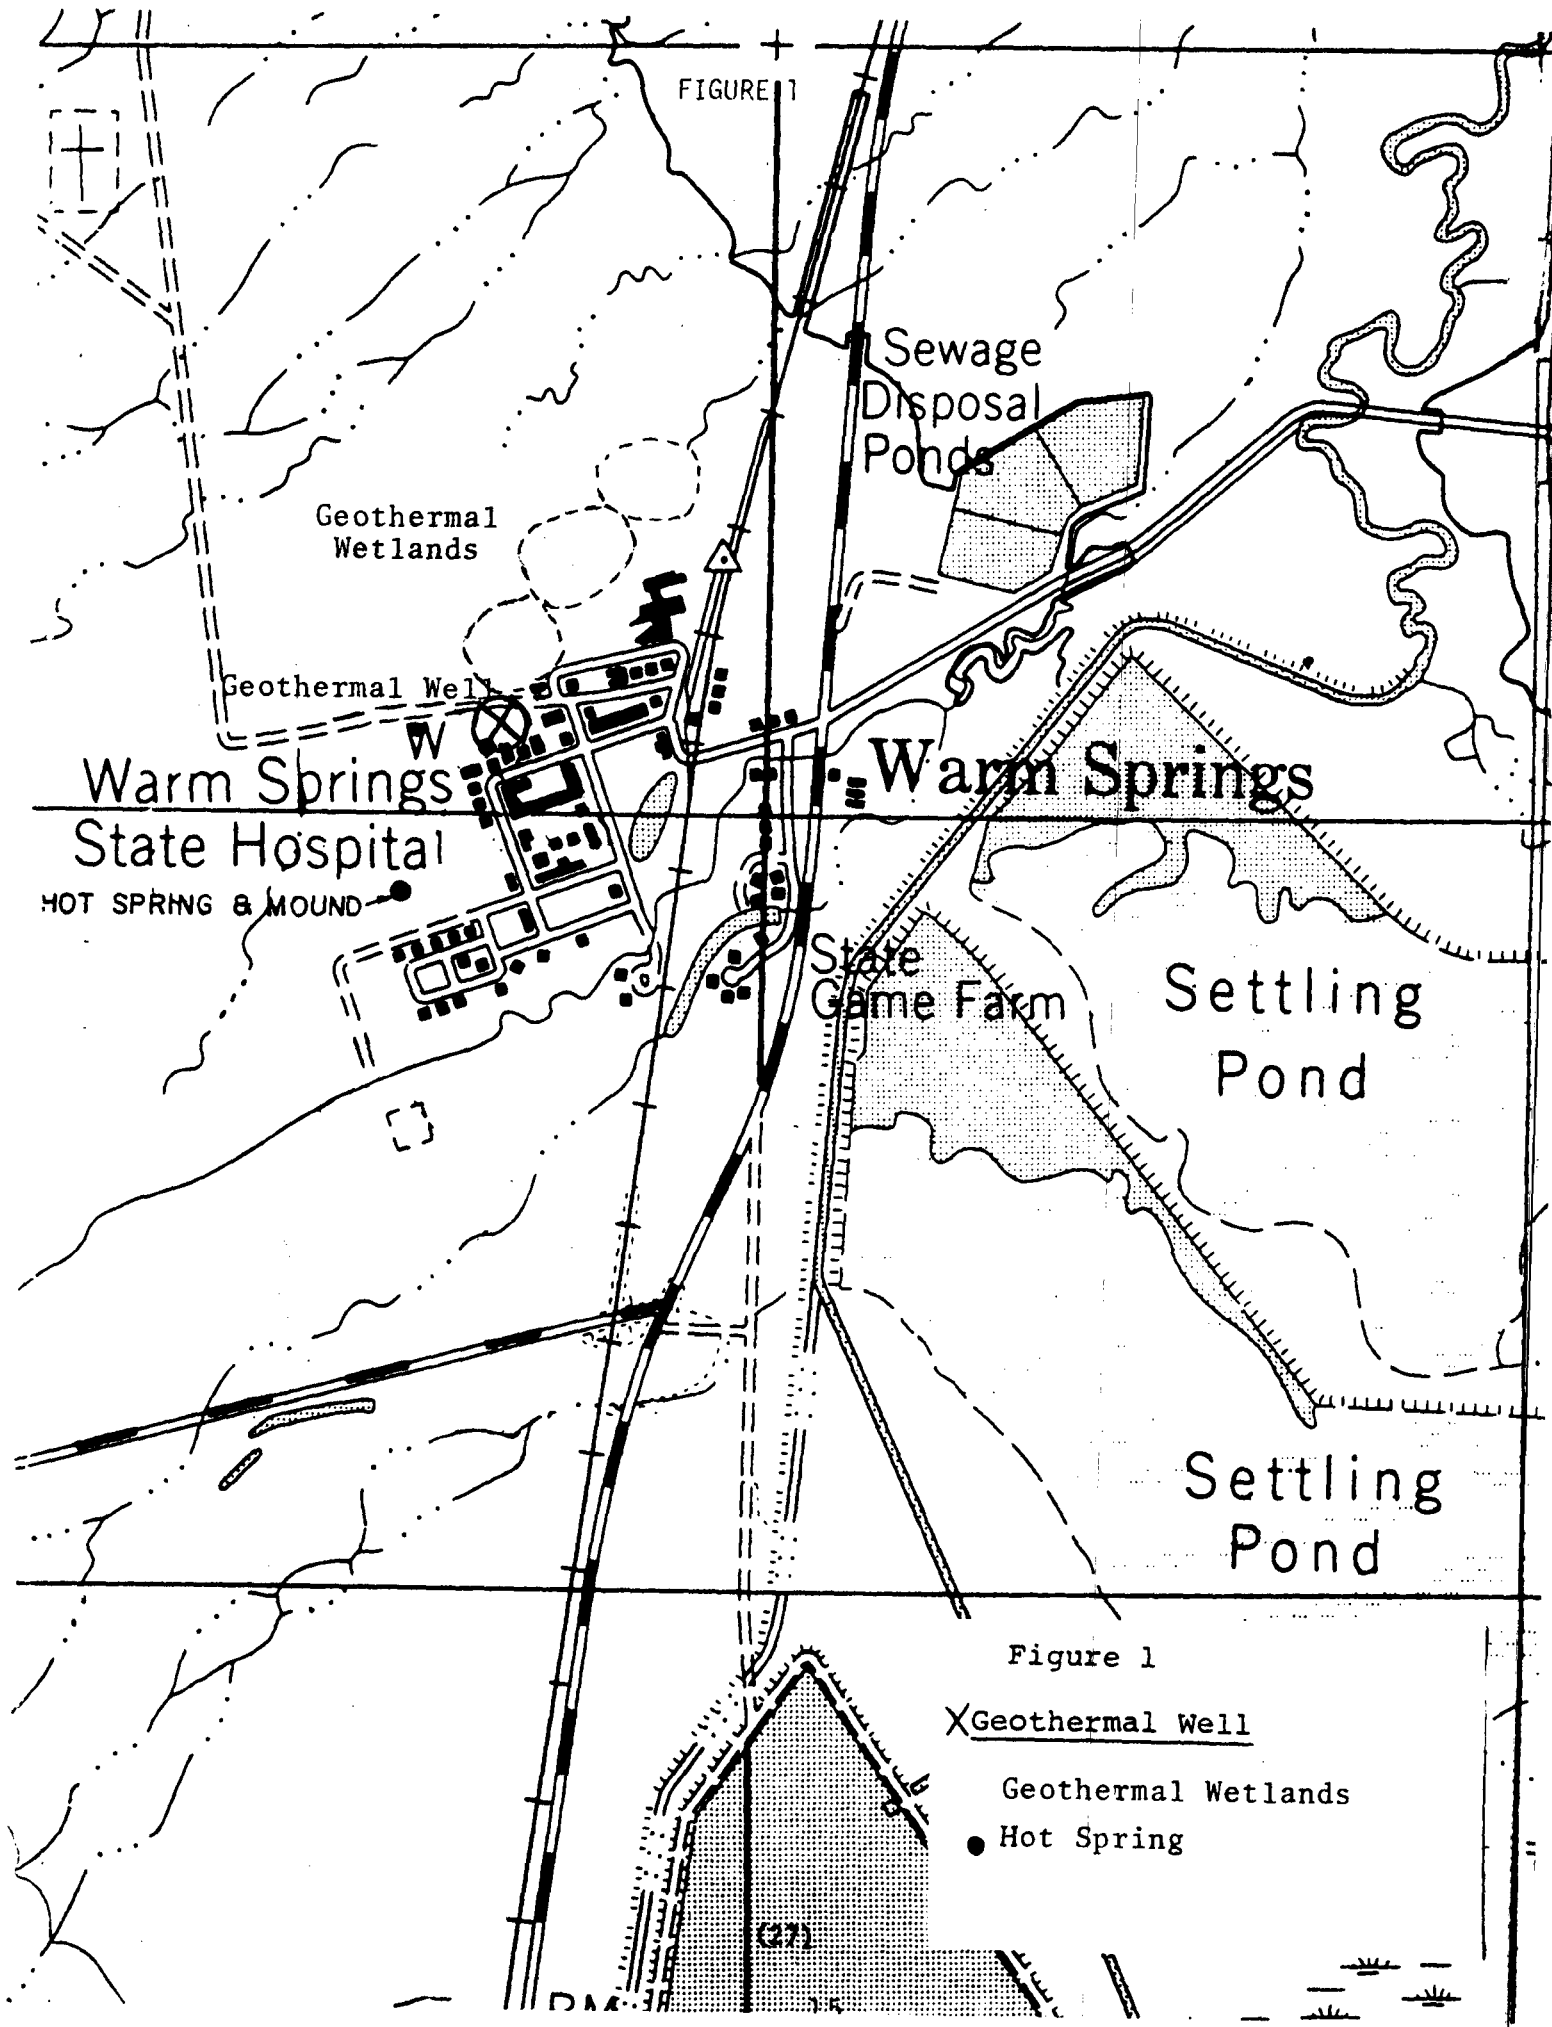 FIGURE 1
Sewage
Disposal
Ponds
Geothermal
Wetlands
Geothermal Well
W
Warm Springs
State Hospital
HOT SPRING & MOUND
Warm Springs
State
Game Farm
Settling
Pond
Settling
Pond
Figure 1
X Geothermal Well
Geothermal Wetlands
Hot Spring
(27)